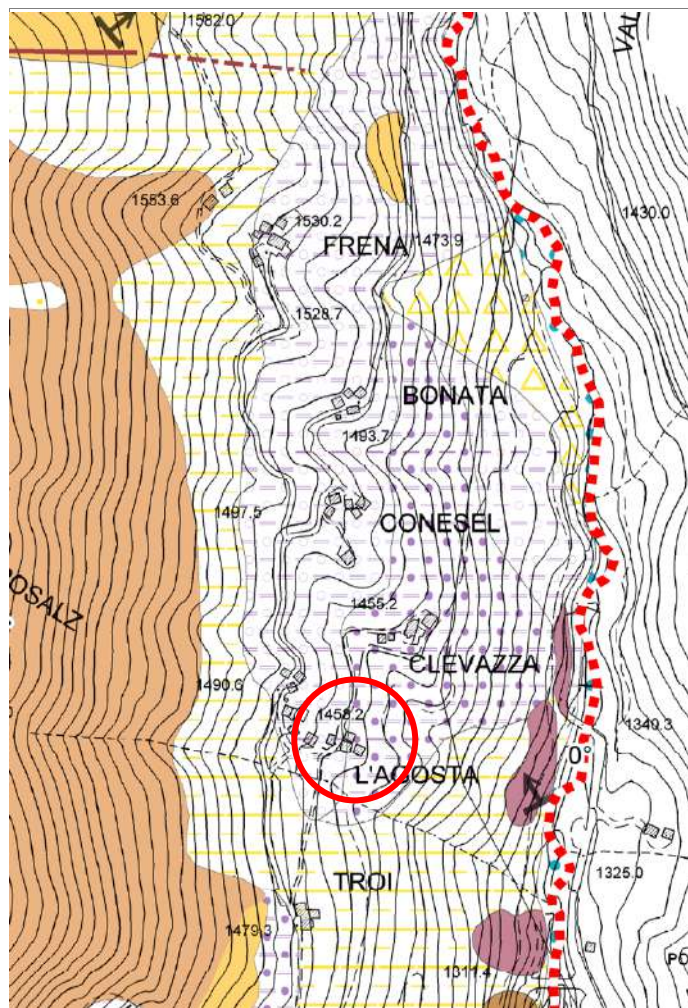 1582.0
VAL
1553.6
1530.2
FRENA
1473.9
1430.0
1528.7
BONATA
1493.7
1497.5
CONESEL
OSALZ
1455.2
CLEVAZZA
1490.6
1458.2
1349.3
0°
L'AGOSTA
TROI
1325.0
1479.3
1311.4
PO